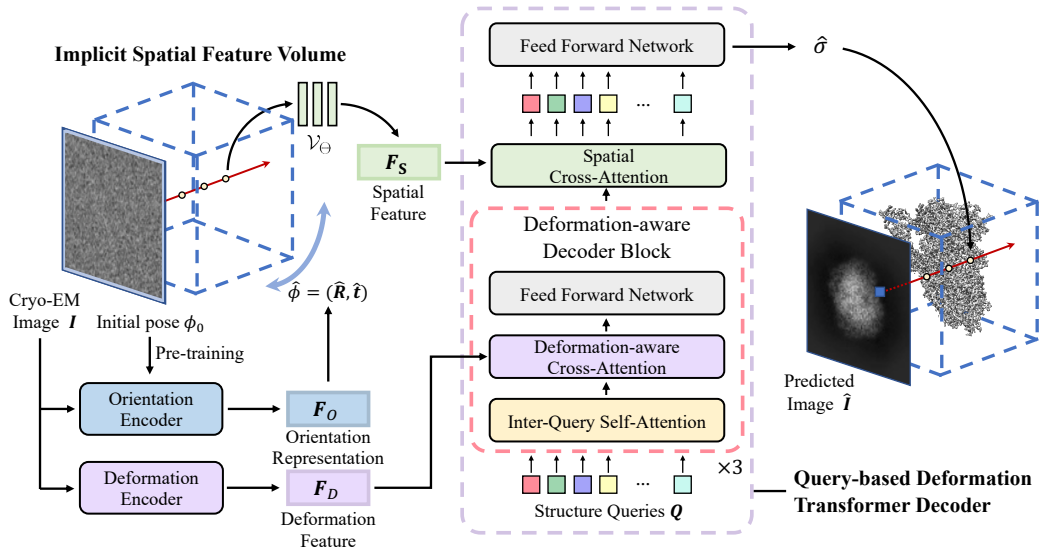 Implicit Spatial Feature Volume
𝒱_Θ
F_S
Spatial
Feature
Cryo-EM
Image I
Initial pose ϕ₀
Pre-training
ϕ̂ = (R̂, t̂)
Orientation
Encoder
F_O
Orientation
Representation
Deformation
Encoder
F_D
Deformation
Feature
Feed Forward Network
...
Spatial
Cross-Attention
Deformation-aware
Decoder Block
Feed Forward Network
Deformation-aware
Cross-Attention
Inter-Query Self-Attention
...
×3
Structure Queries Q
σ̂
Predicted
Image Î
Query-based Deformation
Transformer Decoder